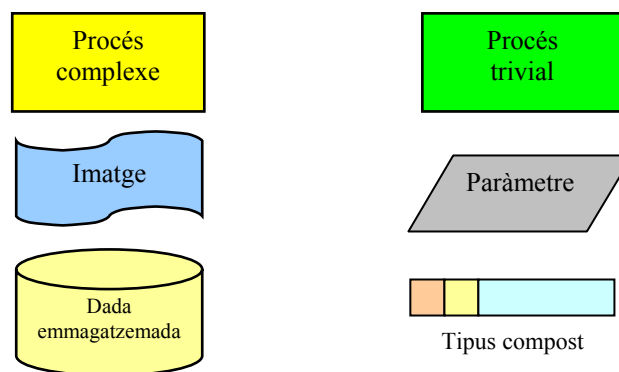 Procés
complexe
Procés
trivial
Imatge
Paràmetre
Dada
emmagatzemada
Tipus compost